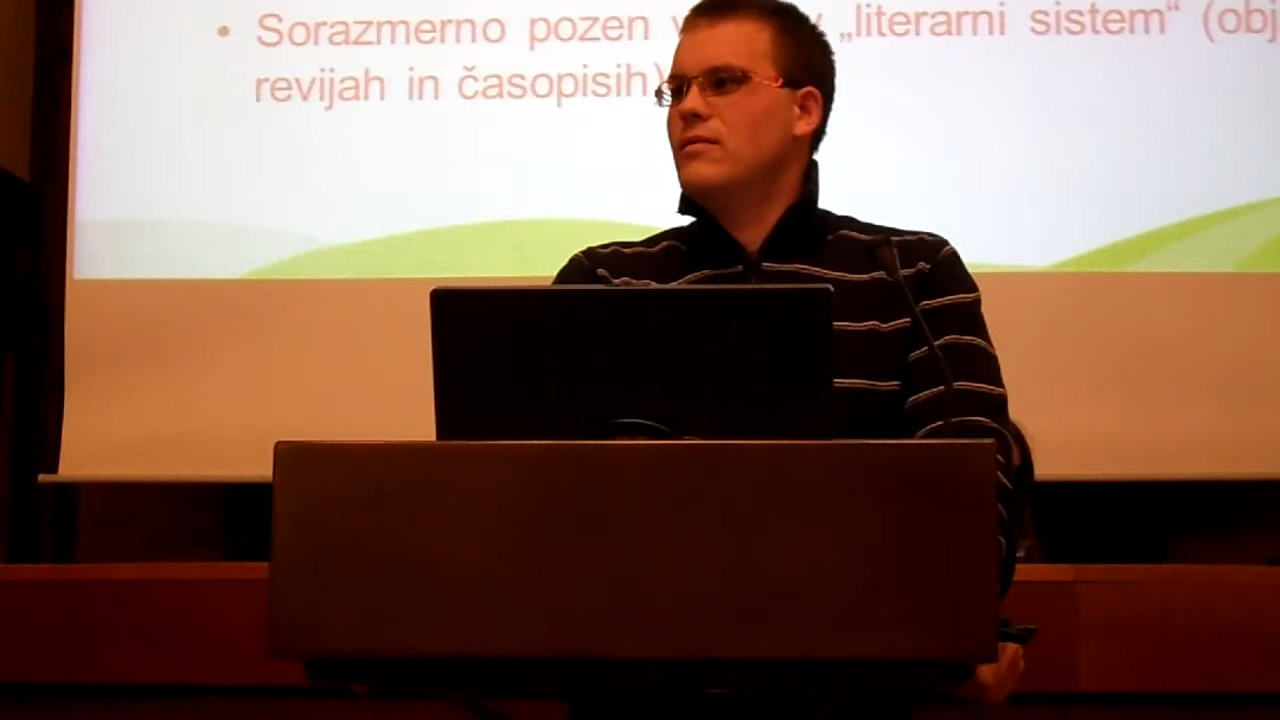 • Sorazmerno pozen v „literarni sistem“ (obj
revijah in časopisih)